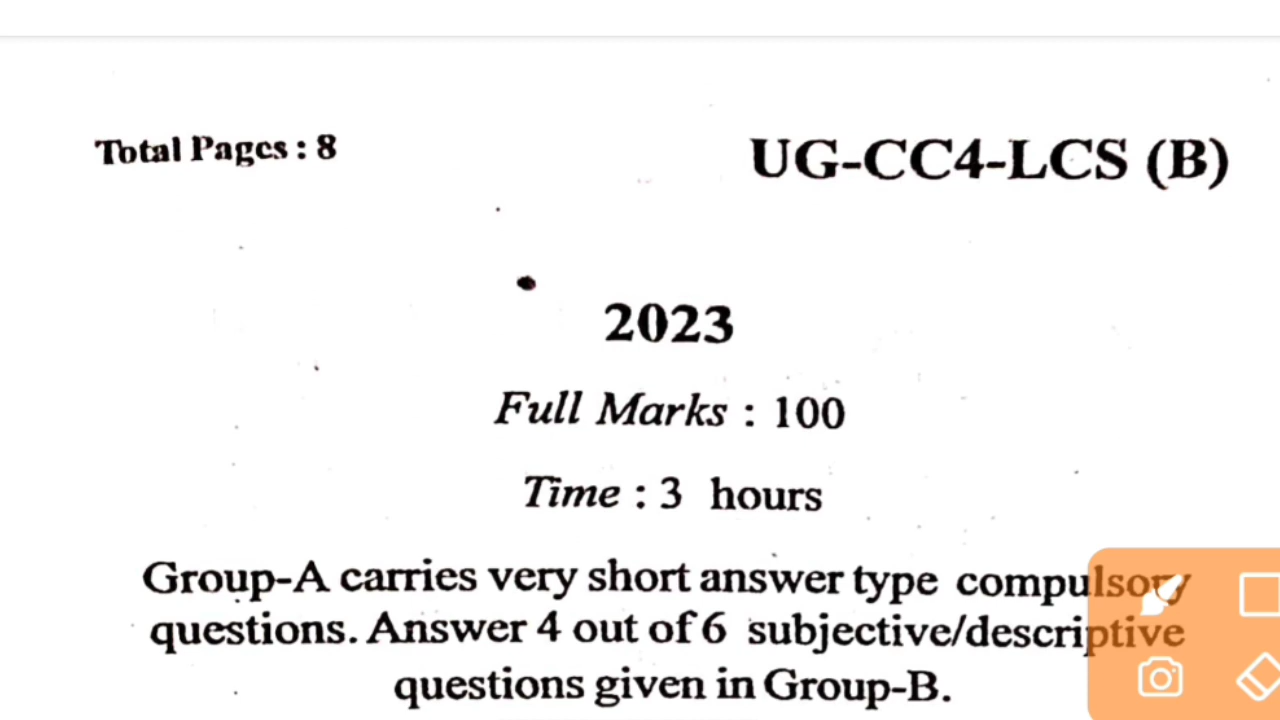 Total Pages : 8
UG-CC4-LCS (B)
2023
Full Marks : 100
Time : 3 hours
Group-A carries very short answer type compulsory
questions. Answer 4 out of 6 subjective/descriptive
questions given in Group-B.